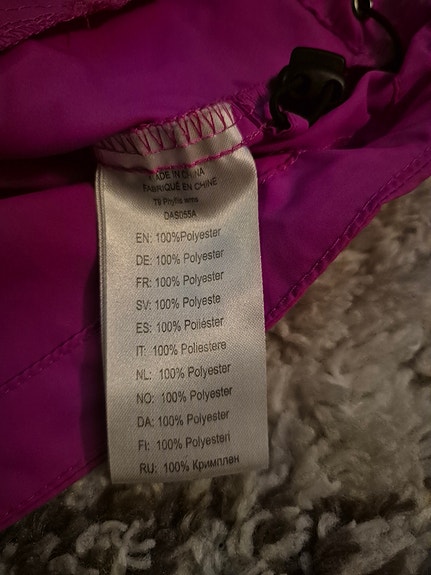 MADE IN CHINA
FABRIQUÉ EN CHINE
DAS055A
EN: 100%Polyester
DE: 100% Polyester
FR: 100% Polyester
SV: 100% Polyeste
ES: 100% Poliéster
IT: 100% Poliestere
NL: 100% Polyester
NO: 100% Polyester
DA: 100% Polyester
FI: 100% Polyesteri
RU: 100% Кримплен